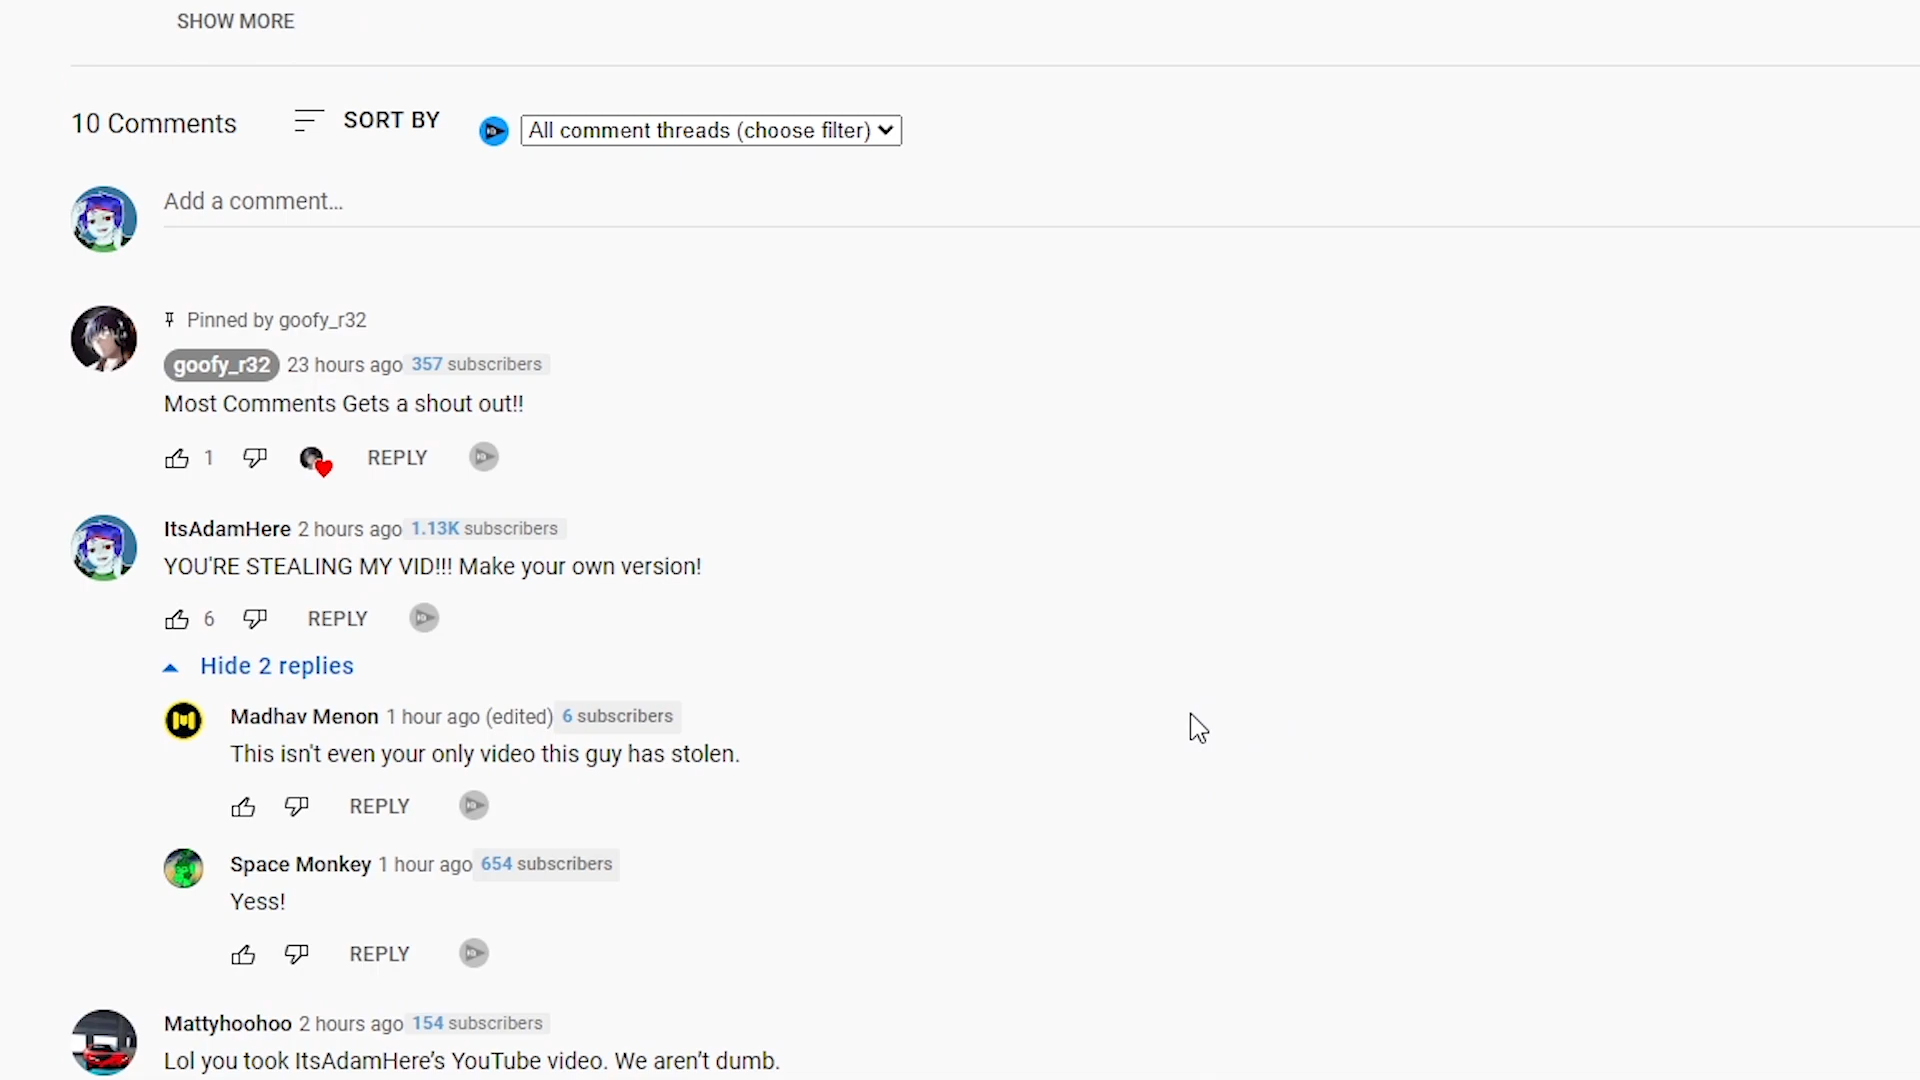 SHOW MORE
10 Comments
SORT BY
All comment threads (choose filter)
Add a comment...
Pinned by goofy_r32
goofy_r32 23 hours ago 357 subscribers
Most Comments Gets a shout out!!
1 REPLY
ItsAdamHere 2 hours ago 1.13K subscribers
YOU'RE STEALING MY VID!!! Make your own version!
6 REPLY
Hide 2 replies
Madhav Menon 1 hour ago (edited) 6 subscribers
This isn't even your only video this guy has stolen.
REPLY
Space Monkey 1 hour ago 654 subscribers
Yess!
REPLY
Mattyhoohoo 2 hours ago 154 subscribers
Lol you took ItsAdamHere’s YouTube video. We aren’t dumb.